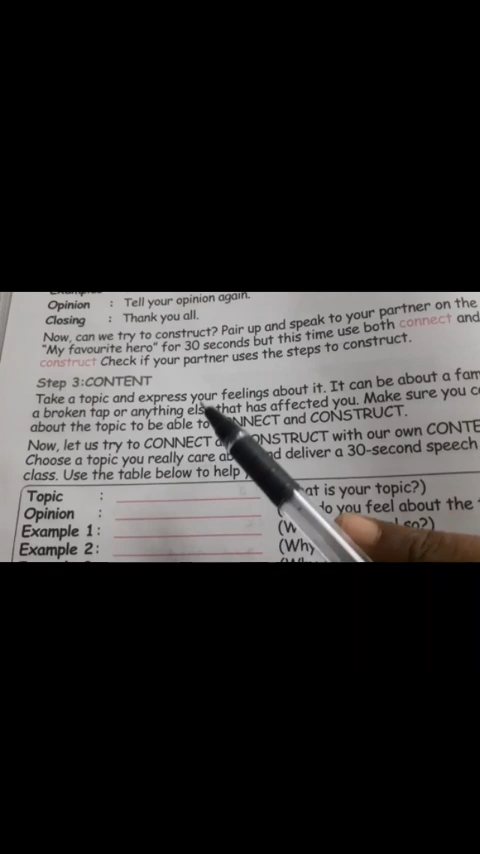 Opinion : Tell your opinion again.
Closing : Thank you all.
Now, can we try to construct? Pair up and speak to your partner on the
"My favourite hero" for 30 seconds but this time use both connect and
construct Check if your partner uses the steps to construct.
Step 3:CONTENT
Take a topic and express your feelings about it. It can be about a
a broken tap or anything else that has affected you. Make sure you
about the topic to be able to CONNECT and CONSTRUCT.
Now, let us try to CONNECT CONSTRUCT with our own
Choose a topic you really care and deliver a 30-second speech
class. Use the table below to help
Topic : is your topic?)
Opinion : do you feel about the
Example 1 : so?)
Example 2 : (Why